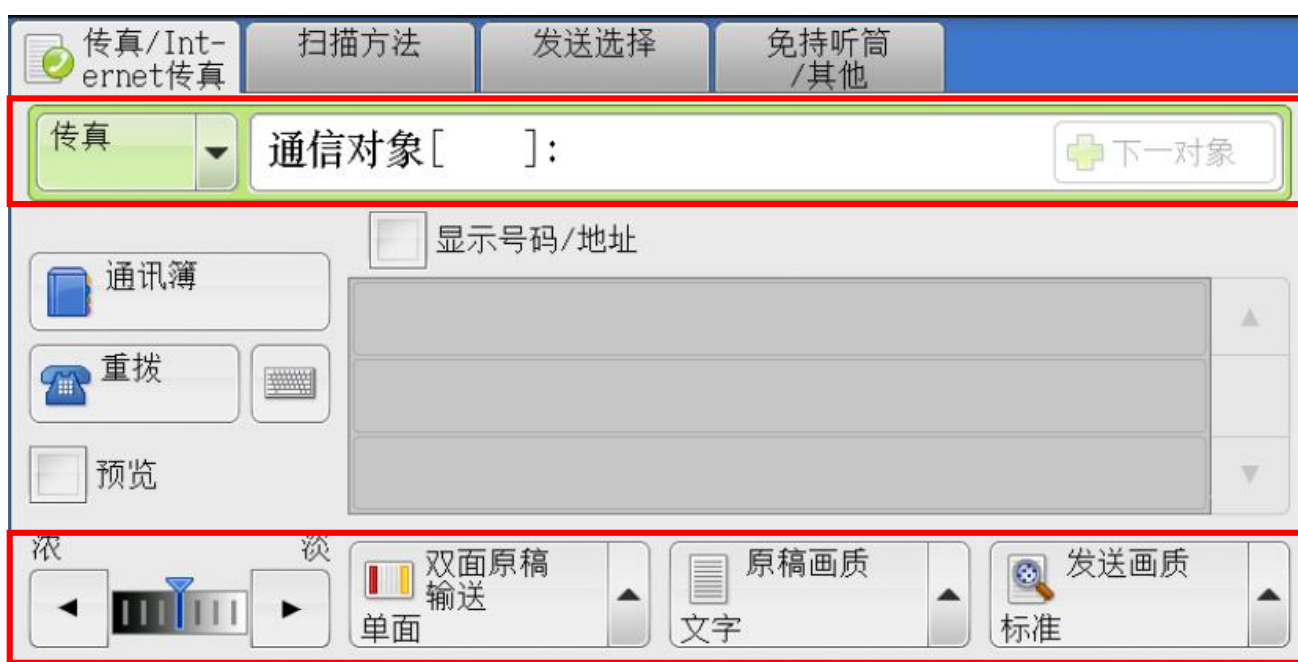 传真/Int-
ernet传真
扫描方法
发送选择
免持听筒
/其他
传真
通信对象[    ]:
下一对象
显示号码/地址
通讯簿
重拨
预览
浓
淡
双面原稿
输送
单面
原稿画质
文字
发送画质
标准